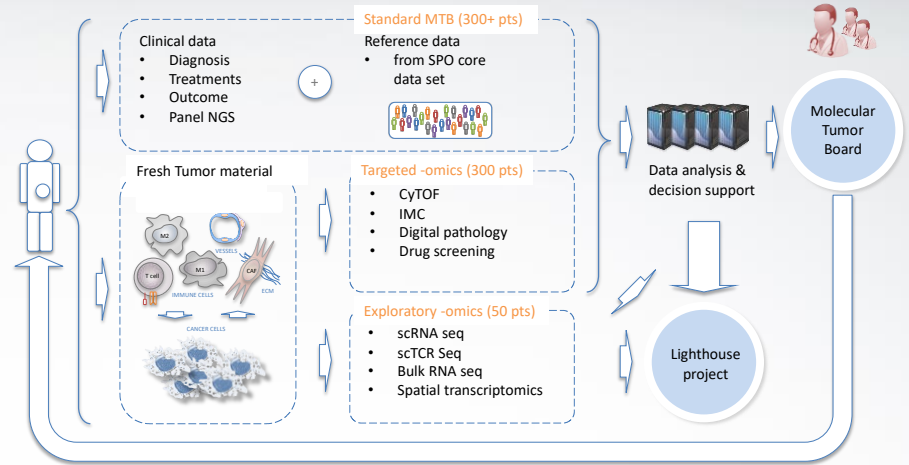 Standard MTB (300+ pts)
Clinical data
• Diagnosis
• Treatments
• Outcome
• Panel NGS
+
Reference data
• from SPO core
data set
Fresh Tumor material
M2
VESSELS
T cell
M1
CAF
IMMUNE CELLS
ECM
CANCER CELLS
Targeted -omics (300 pts)
• CyTOF
• IMC
• Digital pathology
• Drug screening
Exploratory -omics (50 pts)
• scRNA seq
• scTCR Seq
• Bulk RNA seq
• Spatial transcriptomics
Data analysis &
decision support
Molecular
Tumor
Board
Lighthouse
project